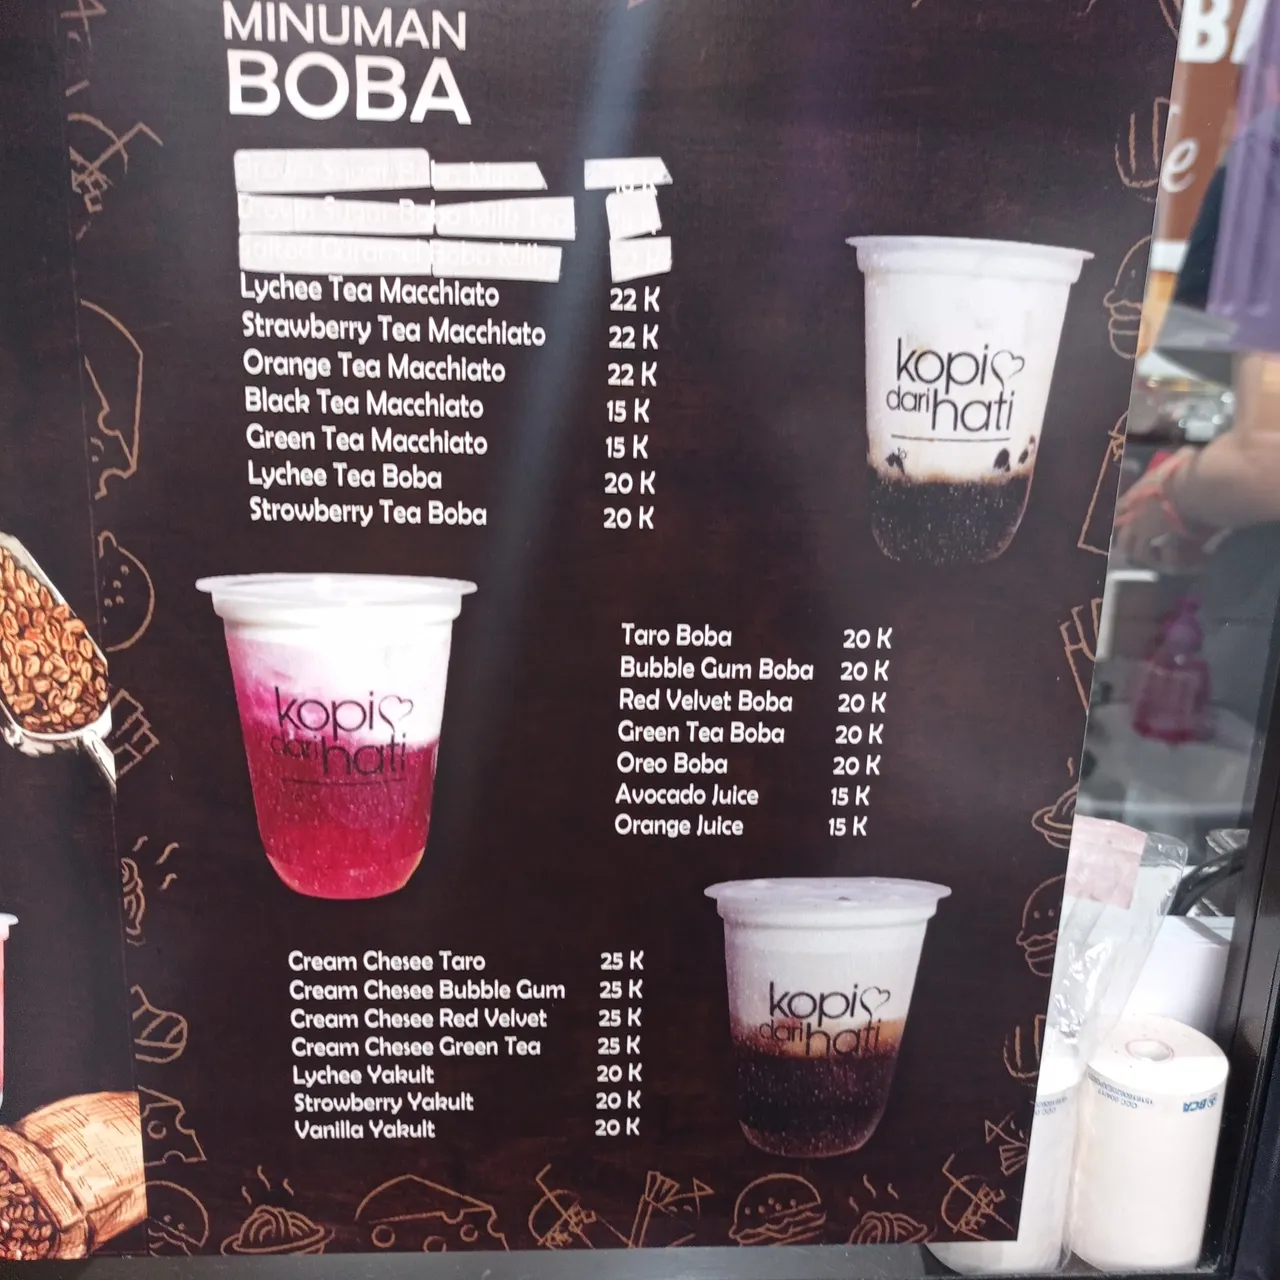 MINUMAN
BOBA
Lychee Tea Macchiato 22 K
Strawberry Tea Macchiato 22 K
Orange Tea Macchiato 22 K
Black Tea Macchiato 15 K
Green Tea Macchiato 15 K
Lychee Tea Boba 20 K
Strowberry Tea Boba 20 K
kopi
dari hati
kopi
dari hati
Taro Boba 20 K
Bubble Gum Boba 20 K
Red Velvet Boba 20 K
Green Tea Boba 20 K
Oreo Boba 20 K
Avocado Juice 15 K
Orange Juice 15 K
Cream Chesee Taro 25 K
Cream Chesee Bubble Gum 25 K
Cream Chesee Red Velvet 25 K
Cream Chesee Green Tea 25 K
Lychee Yakult 20 K
Strowberry Yakult 20 K
Vanilla Yakult 20 K
kopi
dari hati
BCA